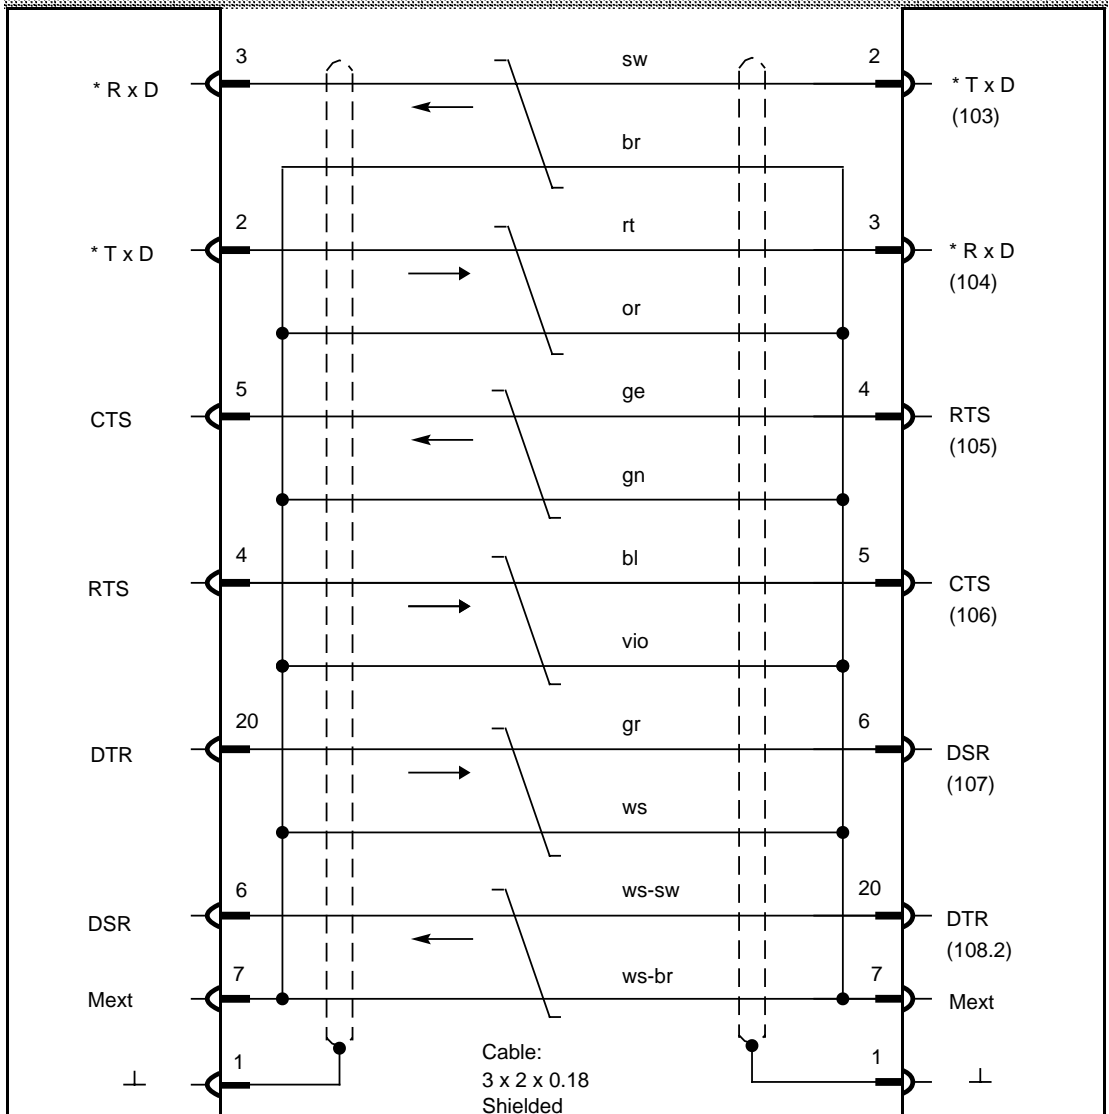 3 sw 2
* R x D * T x D
(103)
br
2 rt 3
* T x D * R x D
(104)
or
5 ge 4
CTS RTS
(105)
gn
4 bl 5
RTS CTS
(106)
vio
20 gr 6
DTR DSR
(107)
ws
6 ws-sw 20
DSR DTR
(108.2)
7 ws-br 7
Mext Mext
1 1
Cable:
3 x 2 x 0.18
Shielded